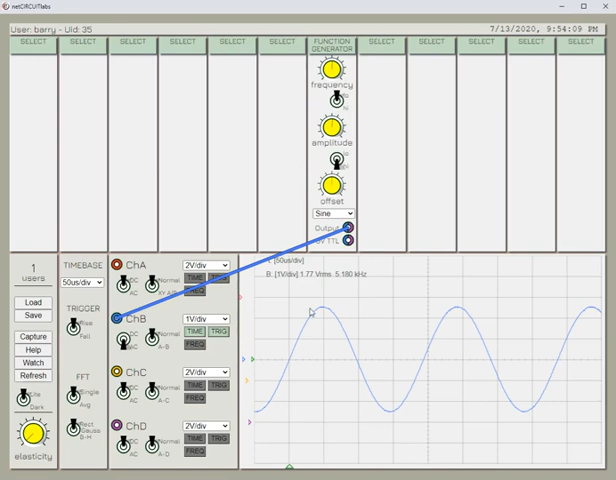 netCIRCUITlabs
User: barry - Uid: 35
7/13/2020, 9:54:09 PM
SELECT SELECT SELECT SELECT SELECT SELECT FUNCTION GENERATOR SELECT SELECT SELECT SELECT SELECT
frequency
hi
amplitude
offset
Sine
Output
TTL
1
users
Load
Save
Capture
Help
Watch
Refresh
Lite
Dark
elasticity
TIMEBASE
50us/div
TRIGGER
Rise
Fall
FFT
Single
Avg
Rect
Gauss
B-H
ChA
2V/div
DC
AC
Normal
XY A/B
TIME
TRIG
FREQ
ChB
1V/div
Normal
A-B
TIME
TRIG
FREQ
ChC
2V/div
DC
AC
Normal
A-C
TIME
TRIG
FREQ
ChD
2V/div
DC
AC
Normal
A-D
TIME
TRIG
FREQ
[50us/div]
B: [1V/div] 1.77 Vrms 5.180 kHz